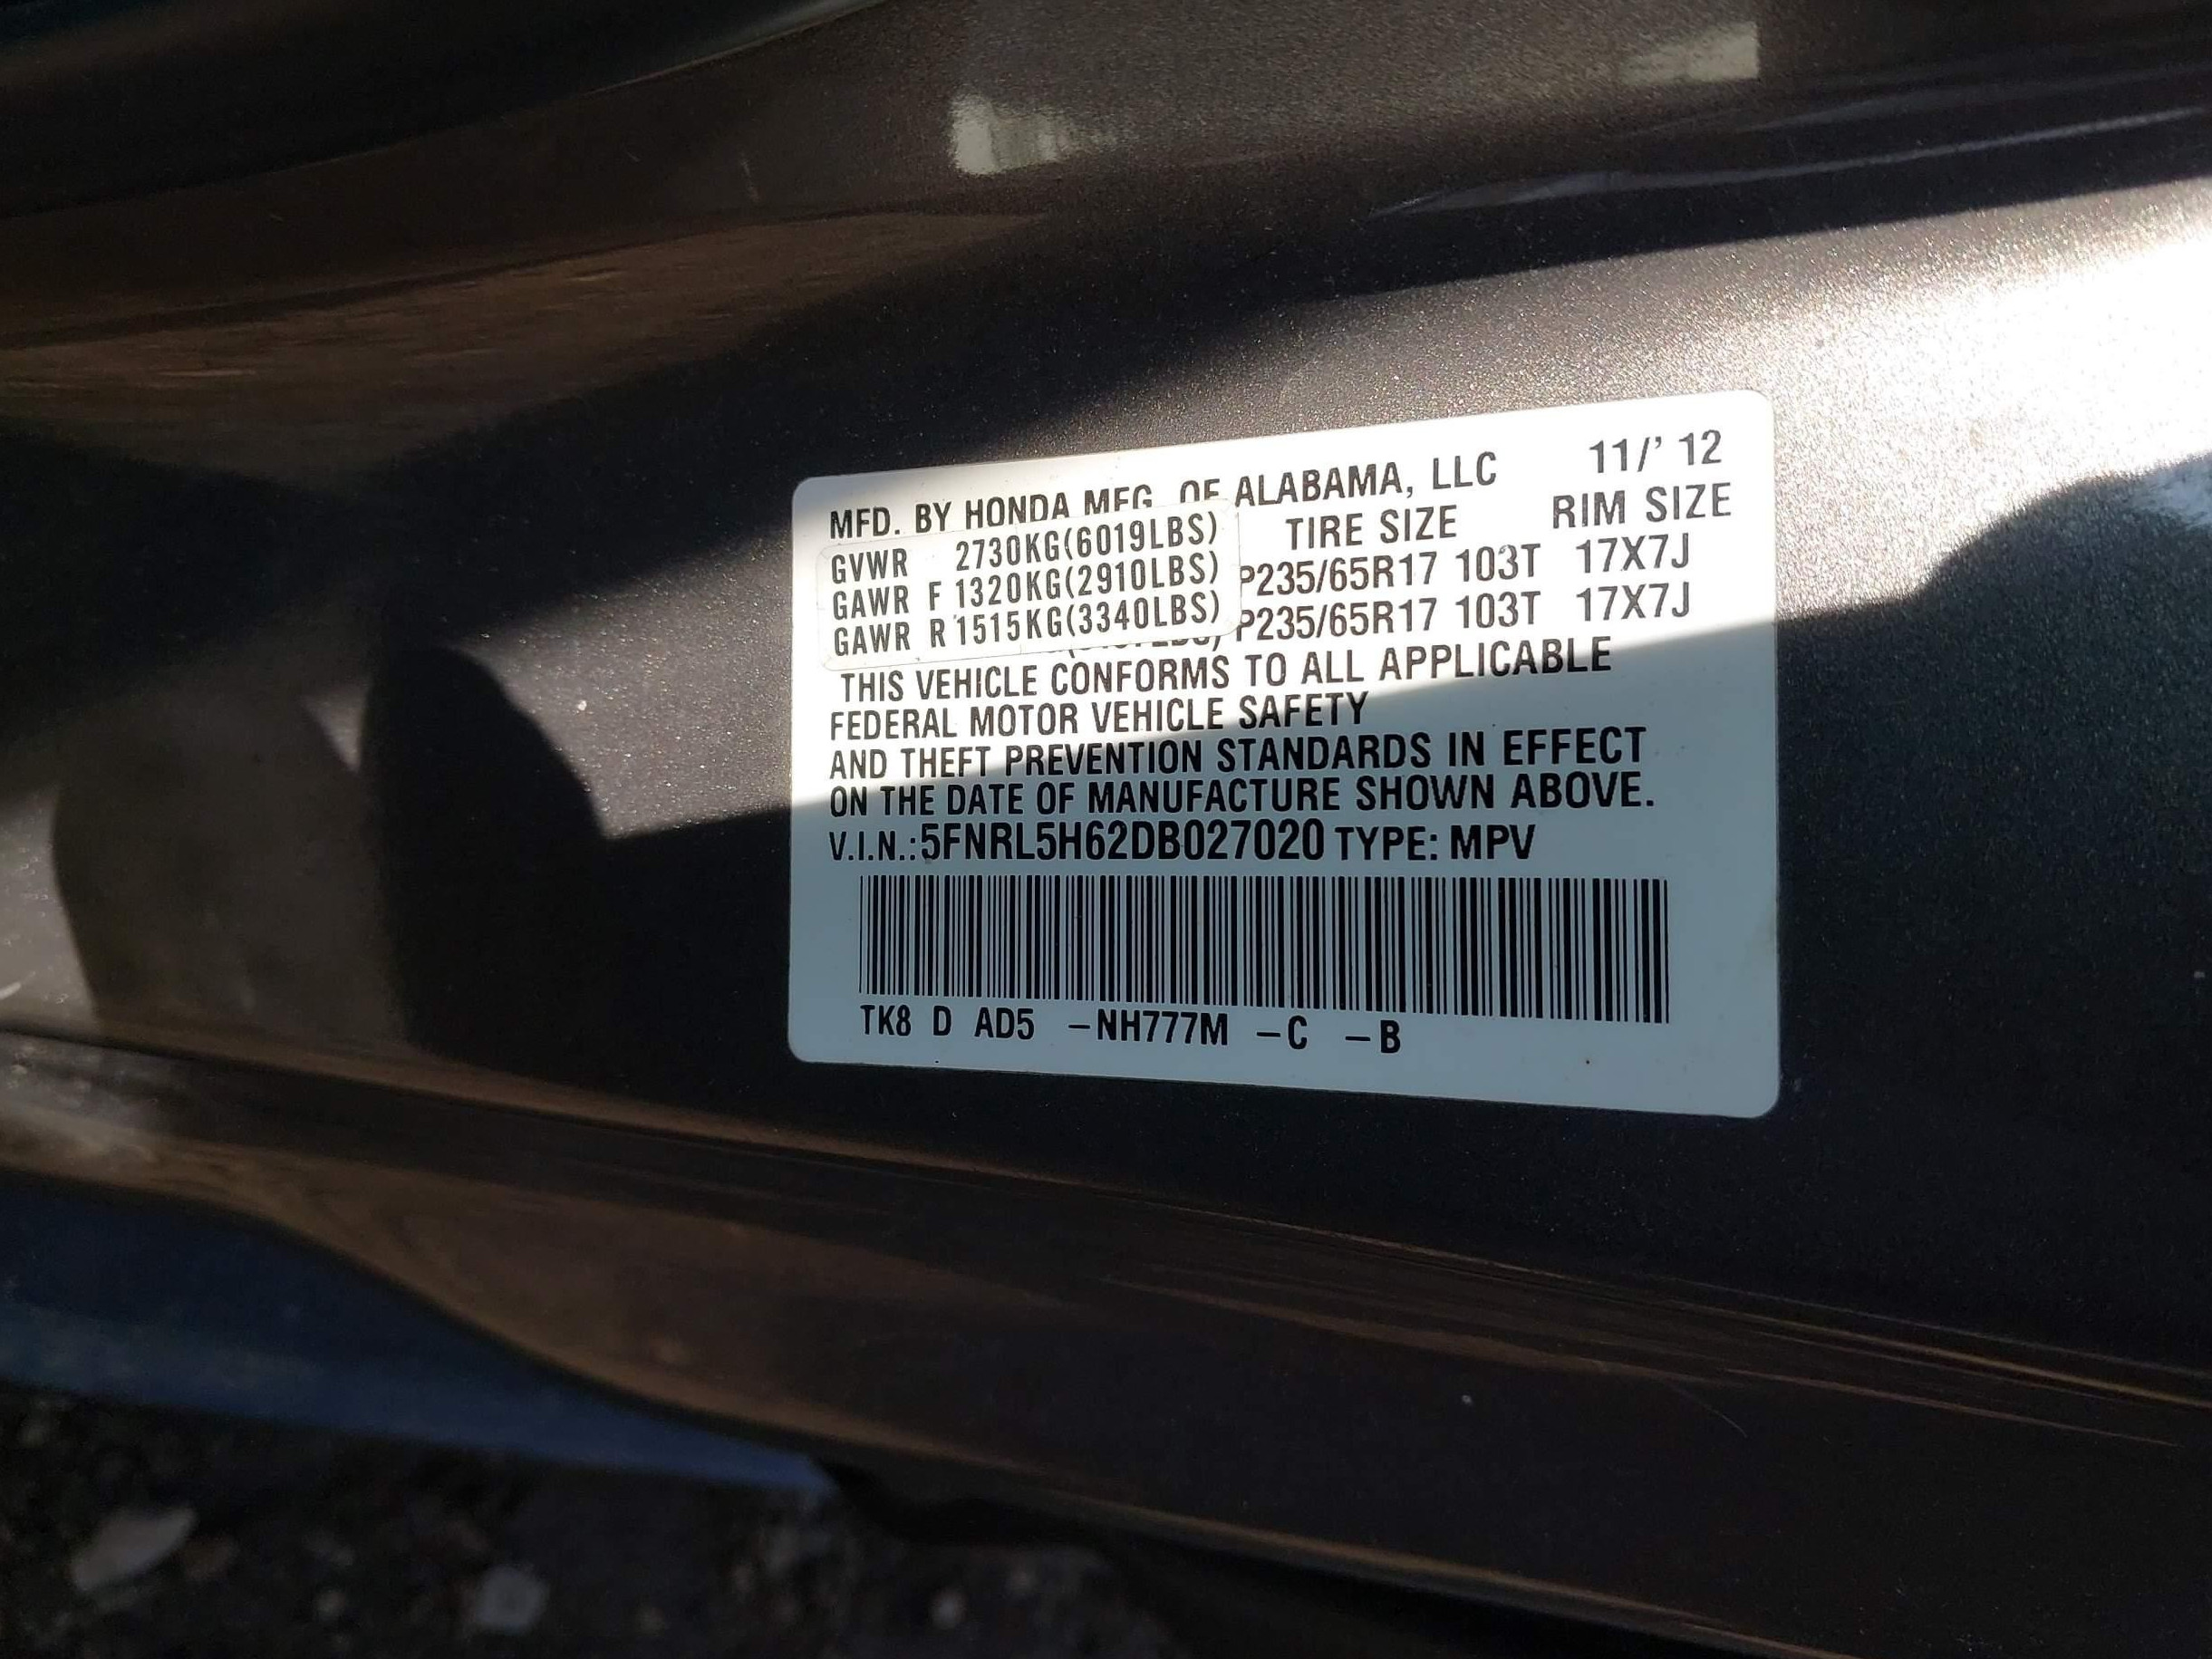 MFD. BY HONDA MFG. OF ALABAMA, LLC 11/' 12
GVWR 2730KG(6019LBS) TIRE SIZE RIM SIZE
GAWR F 1320KG(2910LBS) P235/65R17 103T 17X7J
GAWR R 1515KG(3340LBS) P235/65R17 103T 17X7J
THIS VEHICLE CONFORMS TO ALL APPLICABLE
FEDERAL MOTOR VEHICLE SAFETY
AND THEFT PREVENTION STANDARDS IN EFFECT
ON THE DATE OF MANUFACTURE SHOWN ABOVE.
V.I.N.:5FNRL5H62DB027020 TYPE: MPV
TK8 D AD5 -NH777M -C -B